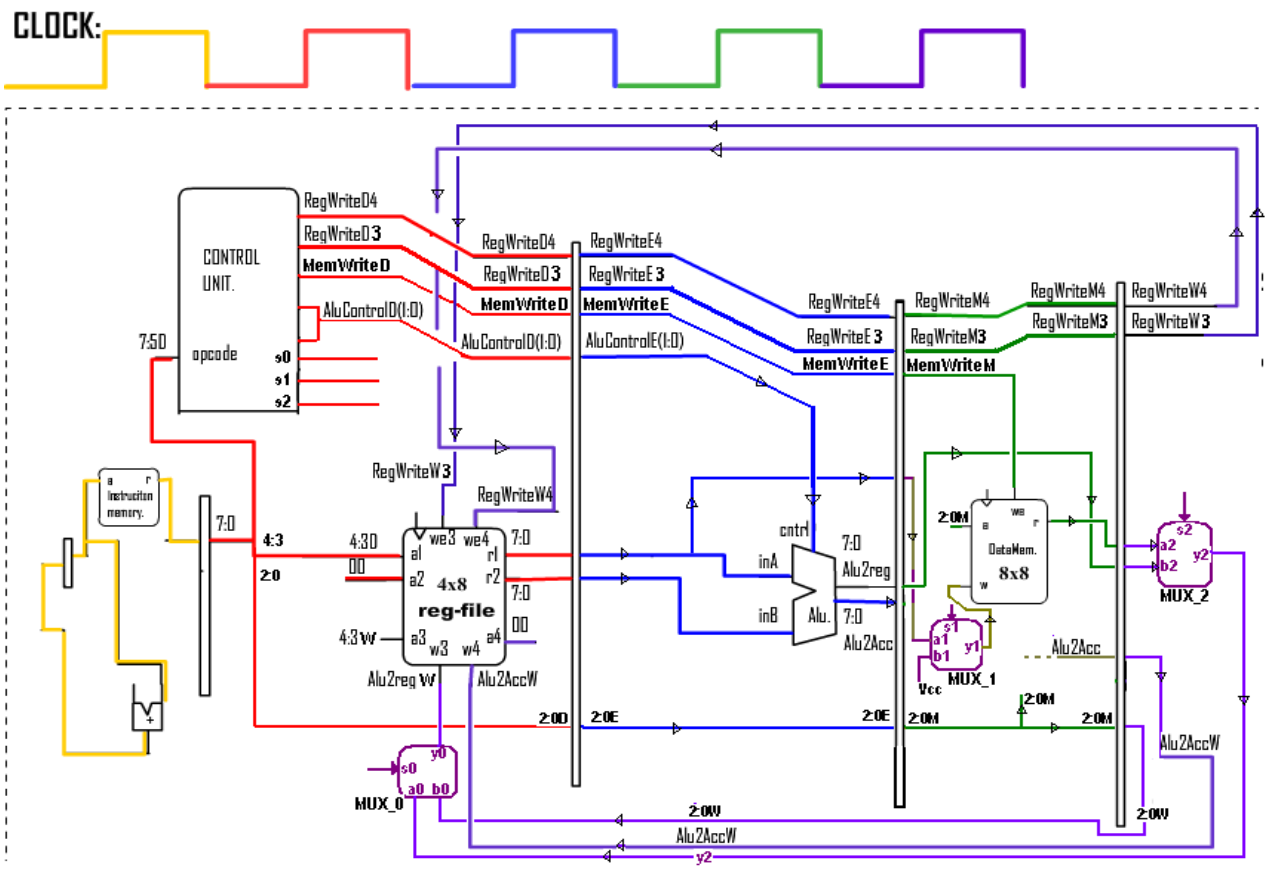 CLOCK:
RegWriteD4
RegWriteD3
MemWriteD
AluControlD(1:0)
CONTROL
UNIT.
opcode
s0
s1
s2
7:50
RegWriteD4
RegWriteD3
MemWriteD
AluControlD(1:0)
RegWriteE4
RegWriteE3
MemWriteE
AluControlE(1:0)
RegWriteE4
RegWriteE3
MemWriteE
RegWriteM4
RegWriteM3
MemWriteM
RegWriteM4
RegWriteM3
RegWriteW4
RegWriteW3
a r
Instruciton
memory.
+
7:0
4:3
2:0
RegWriteW3
RegWriteW4
4:3D
00
4:3W
we3 we4
a1 r1
a2 r2
4x8
reg-file
a3 a4
w3 w4
7:0
7:0
00
Alu2reg W
Alu2AccW
cntrl
inA
inB
Alu.
7:0
Alu2reg
7:0
Alu2Acc
2:0M
we
a r
DataMem.
8x8
w
s1
a1 y1
b1
MUX_1
Vcc
s2
a2 y2
b2
MUX_2
Alu2Acc
2:0D
2:0E
2:0E
2:0M
2:0M
2:0M
Alu2AccW
y0
s0
a0 b0
MUX_0
2:0W
2:0W
Alu2AccW
y2